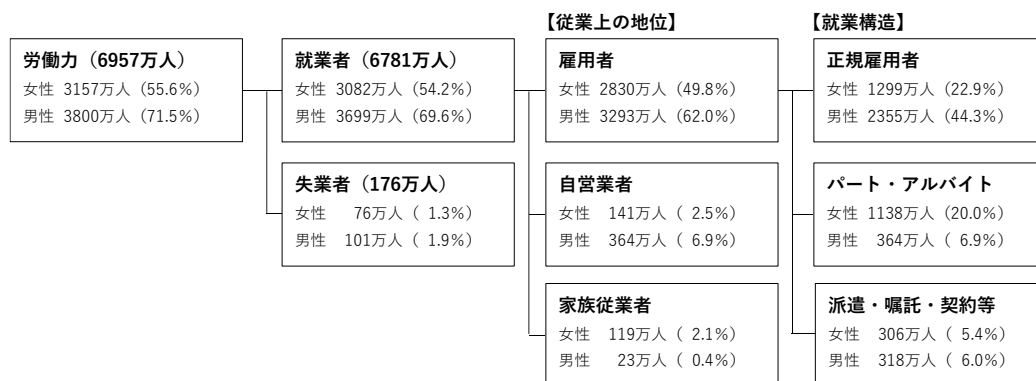 【従業上の地位】
【就業構造】
労働力（6957万人）
女性 3157万人（55.6%）
男性 3800万人（71.5%）
就業者（6781万人）
女性 3082万人（54.2%）
男性 3699万人（69.6%）
雇用者
女性 2830万人（49.8%）
男性 3293万人（62.0%）
正規雇用者
女性 1299万人（22.9%）
男性 2355万人（44.3%）
失業者（176万人）
女性 76万人（ 1.3%）
男性 101万人（ 1.9%）
自営業者
女性 141万人（ 2.5%）
男性 364万人（ 6.9%）
パート・アルバイト
女性 1138万人（20.0%）
男性 364万人（ 6.9%）
家族従業者
女性 119万人（ 2.1%）
男性 23万人（ 0.4%）
派遣・嘱託・契約等
女性 306万人（ 5.4%）
男性 318万人（ 6.0%）